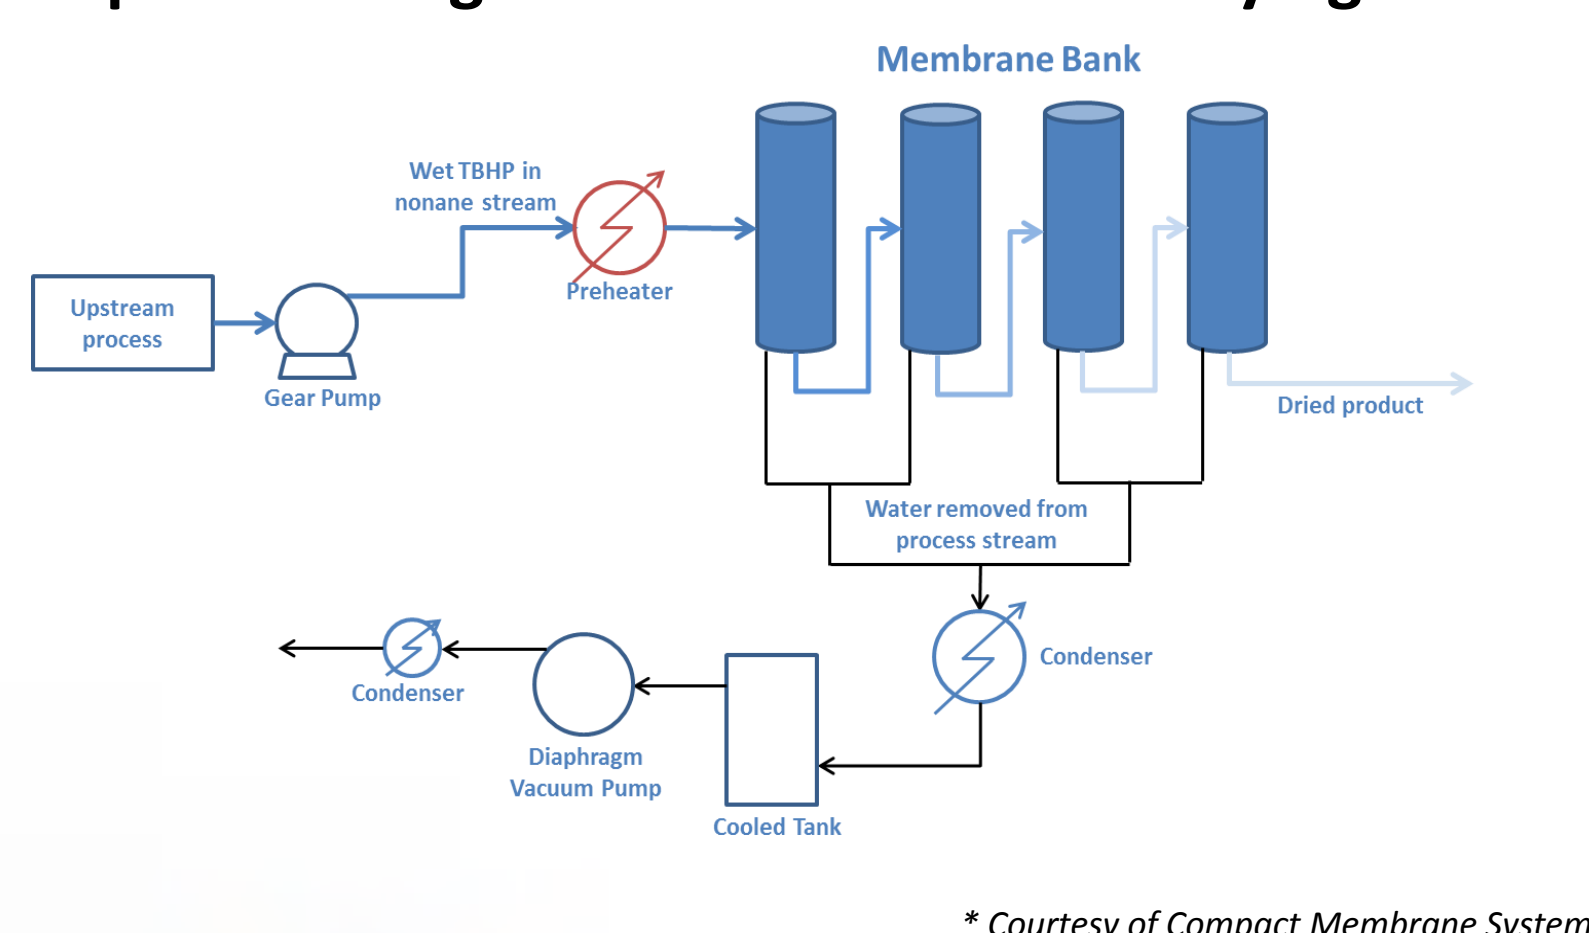 Membrane Bank
Wet TBHP in
nonane stream
Preheater
Upstream
process
Gear Pump
Dried product
Water removed from
process stream
Condenser
Condenser
Diaphragm
Vacuum Pump
Cooled Tank
* Courtesy of Compact Membrane System